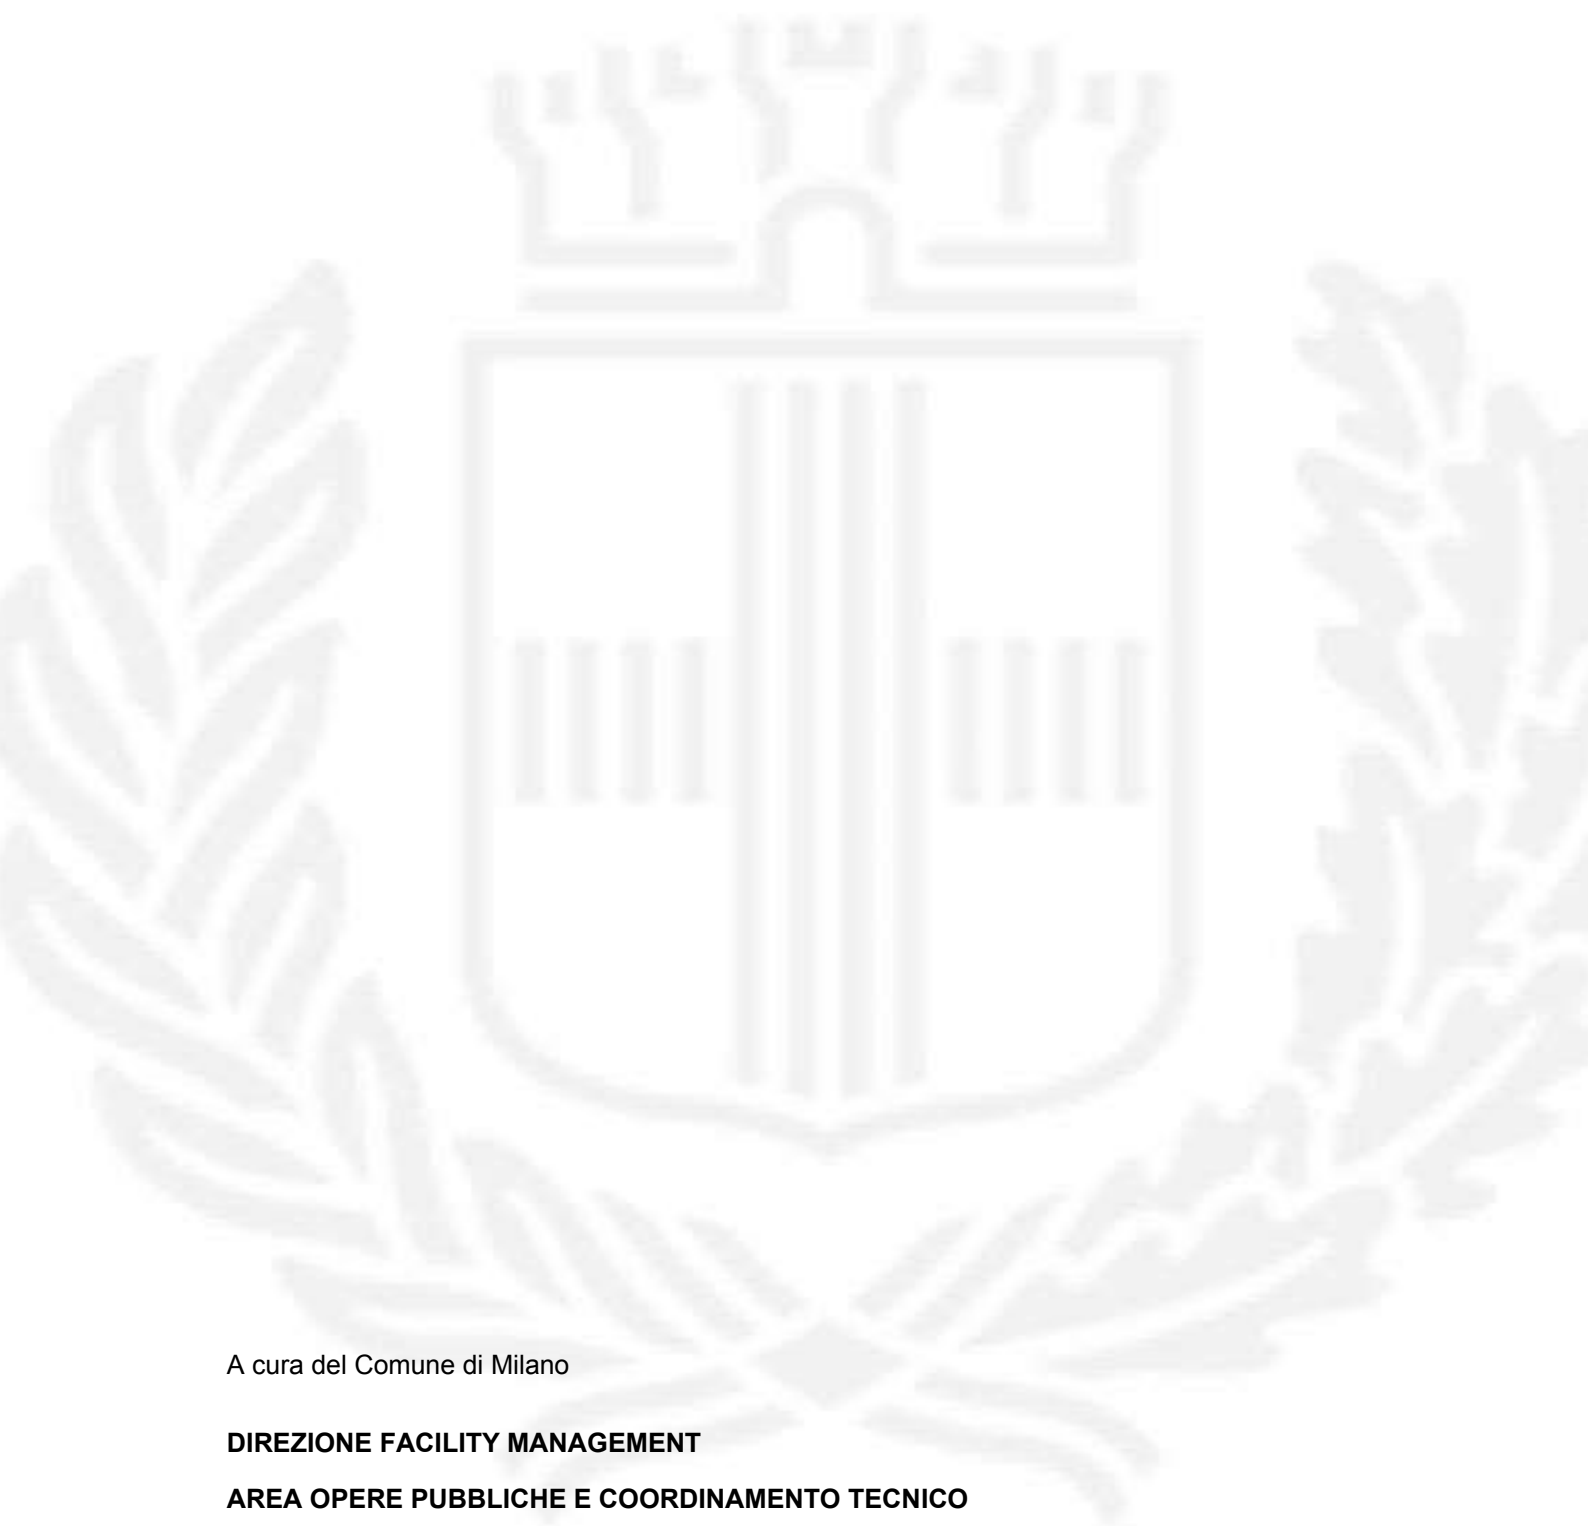 A cura del Comune di Milano
DIREZIONE FACILITY MANAGEMENT
AREA OPERE PUBBLICHE E COORDINAMENTO TECNICO